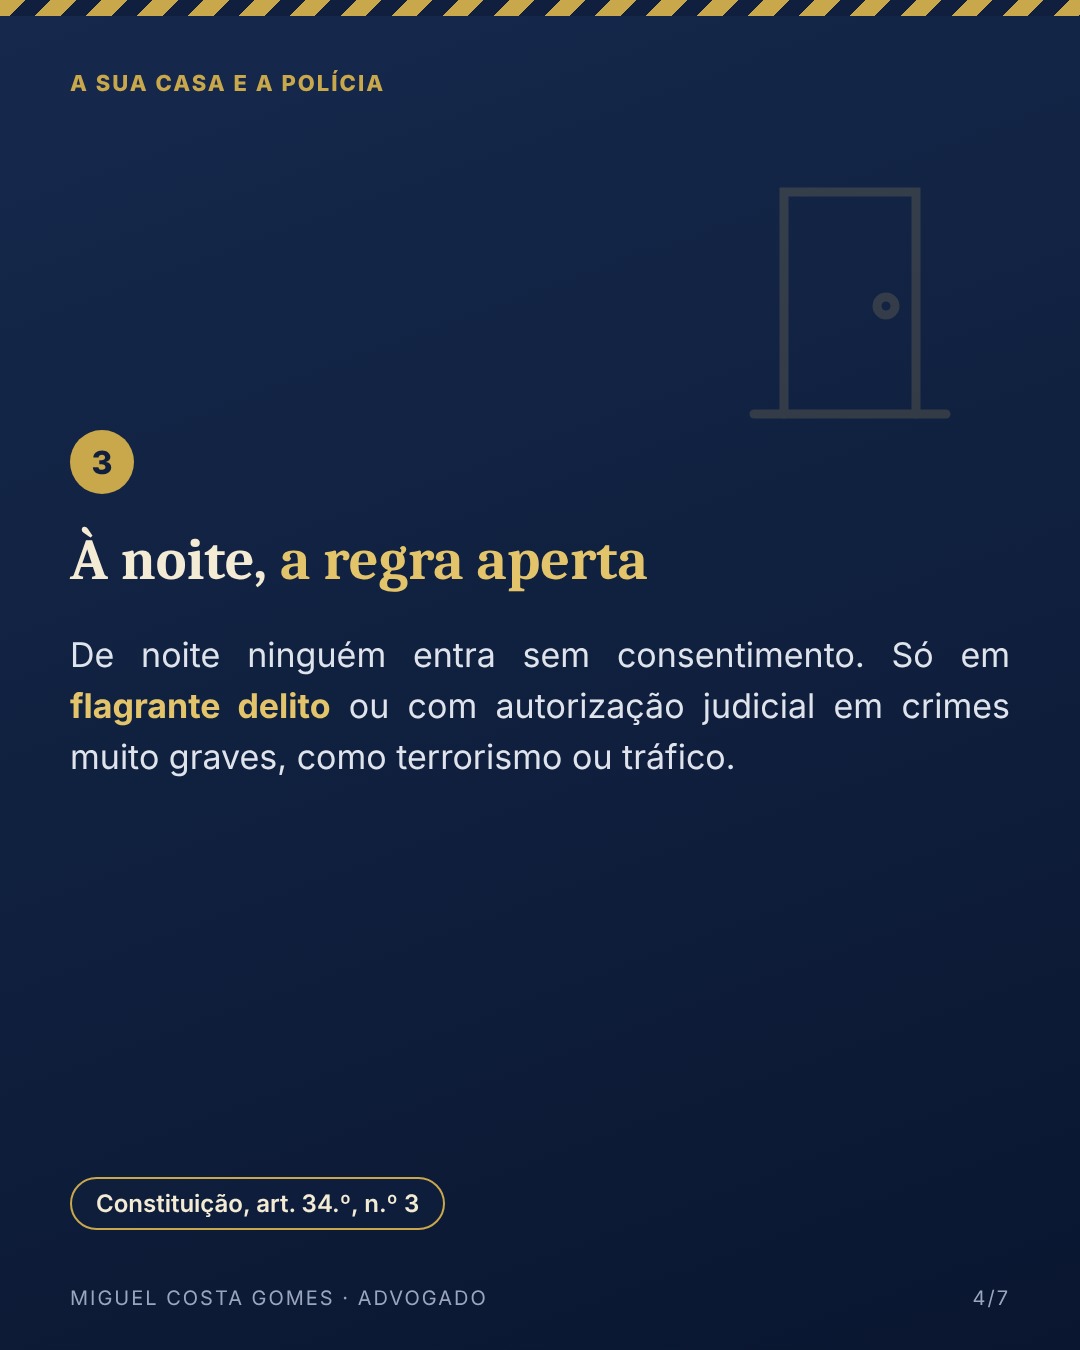 A SUA CASA E A POLÍCIA
3
À noite, a regra aperta
De noite ninguém entra sem consentimento. Só em
flagrante delito ou com autorização judicial em crimes
muito graves, como terrorismo ou tráfico.
Constituição, art. 34.º, n.º 3
MIGUEL COSTA GOMES · ADVOGADO
4/7